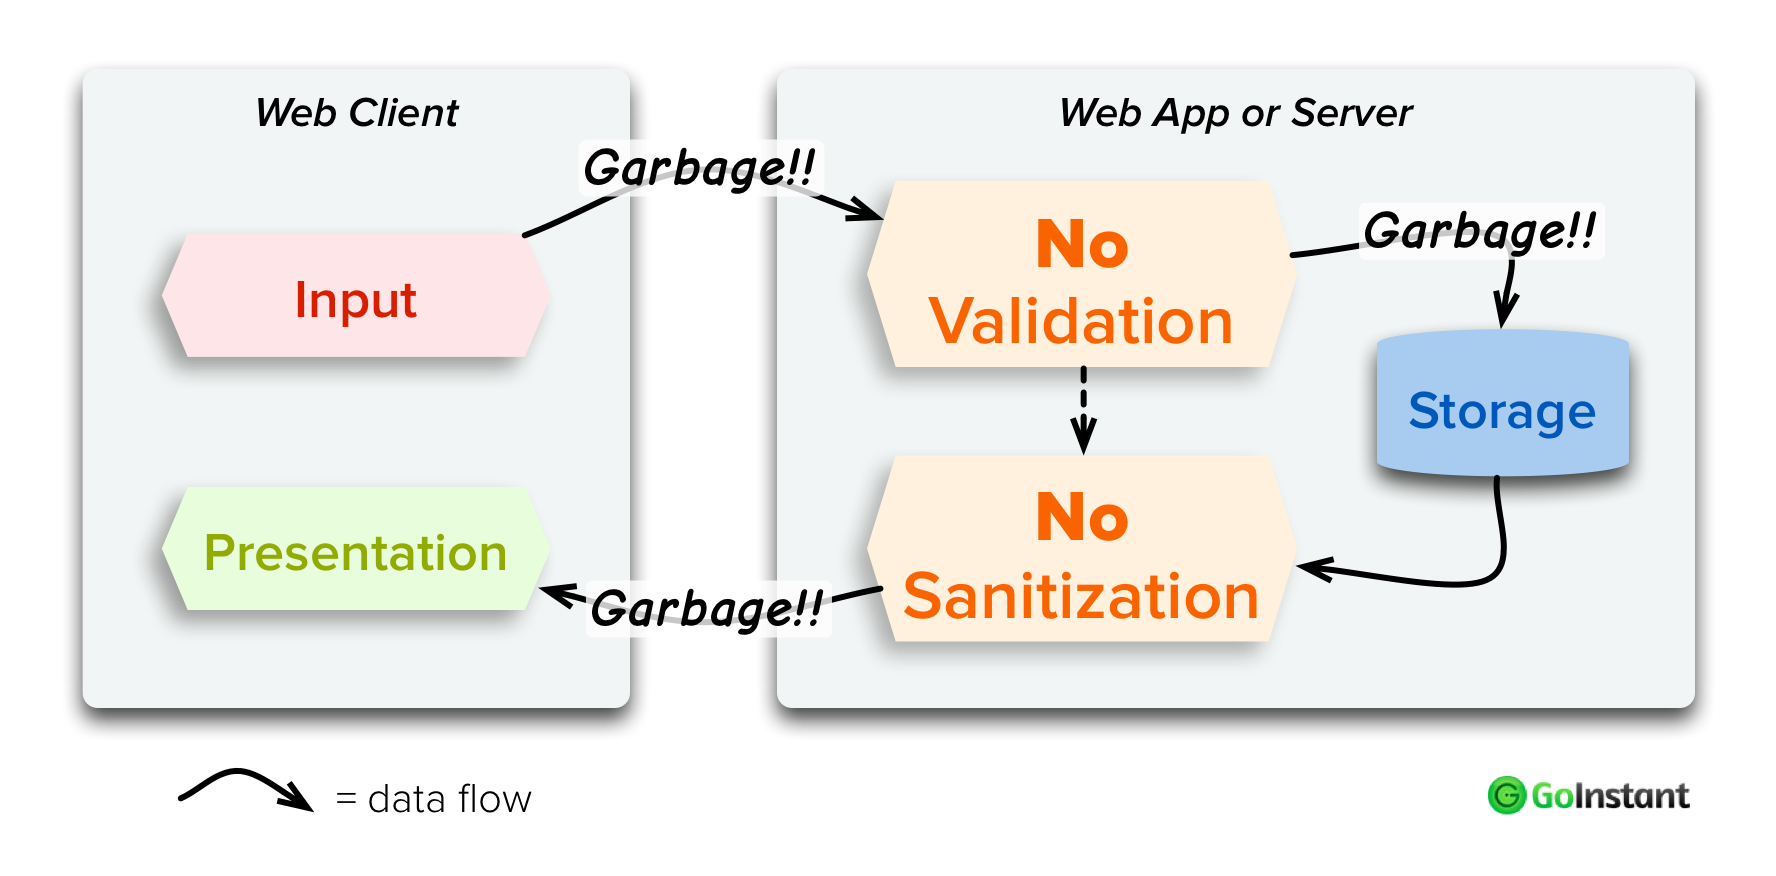 Web Client
Web App or Server
Garbage!!
Garbage!!
Input
No
Validation
Storage
Presentation
No
Sanitization
Garbage!!
= data flow
GoInstant